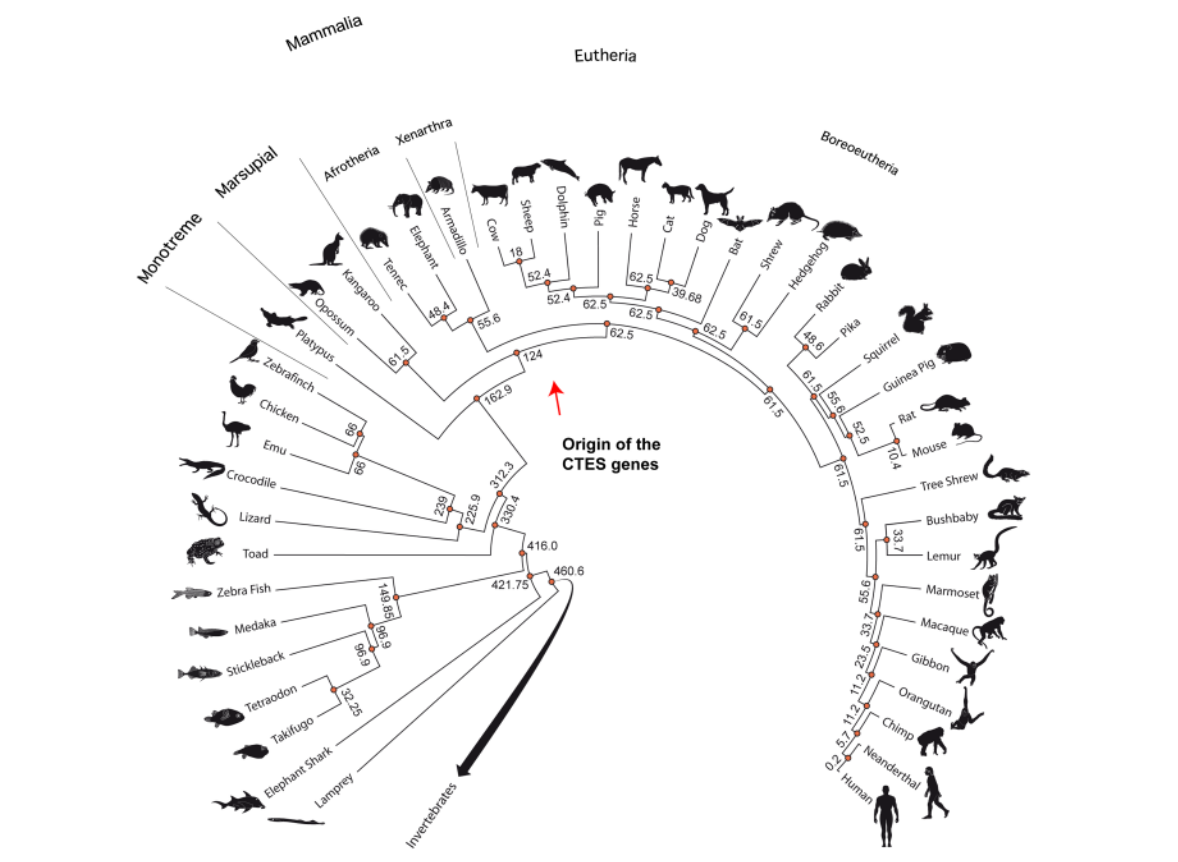 Mammalia
Eutheria
Boreoeutheria
Xenarthra
Afrotheria
Marsupial
Monotreme
Invertebrates
Lamprey
Elephant Shark
Takifugo
Tetraodon
Stickleback
Medaka
Zebra Fish
Toad
Lizard
Crocodile
Emu
Chicken
Zebrafinch
Platypus
Opossum
Kangaroo
Tenrec
Elephant
Armadillo
Cow
Sheep
Dolphin
Pig
Horse
Cat
Dog
Bat
Shrew
Hedgehog
Rabbit
Pika
Squirrel
Guinea Pig
Rat
Mouse
Tree Shrew
Bushbaby
Lemur
Marmoset
Macaque
Gibbon
Orangutan
Chimp
Neanderthal
Human
460.6
421.75
416.0
32.25
96.9
96.9
149.85
330.4
312.3
225.9
239
66
66
162.9
61.5
124
48.4
55.6
62.5
18
52.4
52.4
62.5
62.5
39.68
62.5
62.5
61.5
61.5
48.6
61.5
55.6
52.5
10.4
61.5
61.5
33.7
55.6
33.7
23.5
11.2
11.2
5.7
0.2
Origin of the
CTES genes